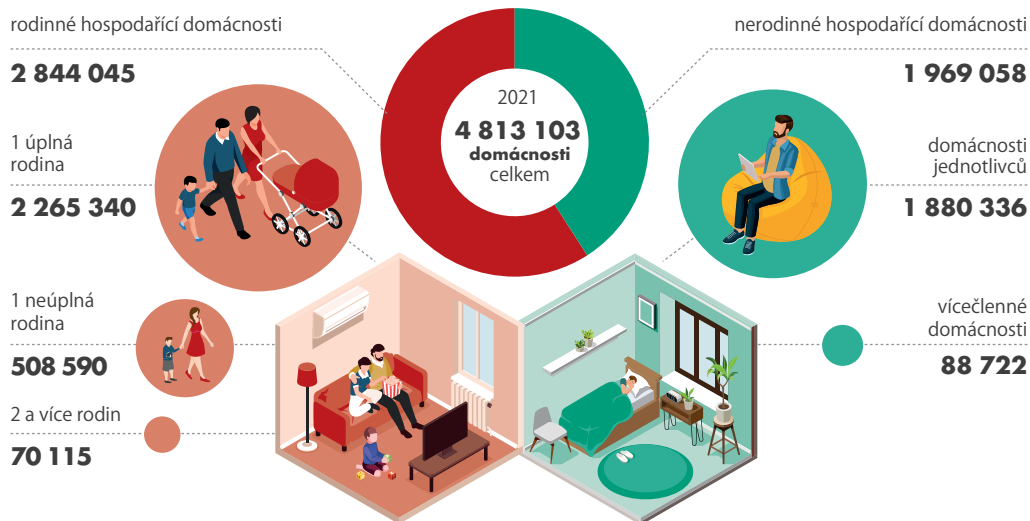 rodinné hospodařící domácnosti
2 844 045
1 úplná
rodina
2 265 340
1 neúplná
rodina
508 590
2 a více rodin
70 115
2021
4 813 103
domácnosti
celkem
nerodinné hospodařící domácnosti
1 969 058
domácnosti
jednotlivců
1 880 336
vícečlenné
domácnosti
88 722